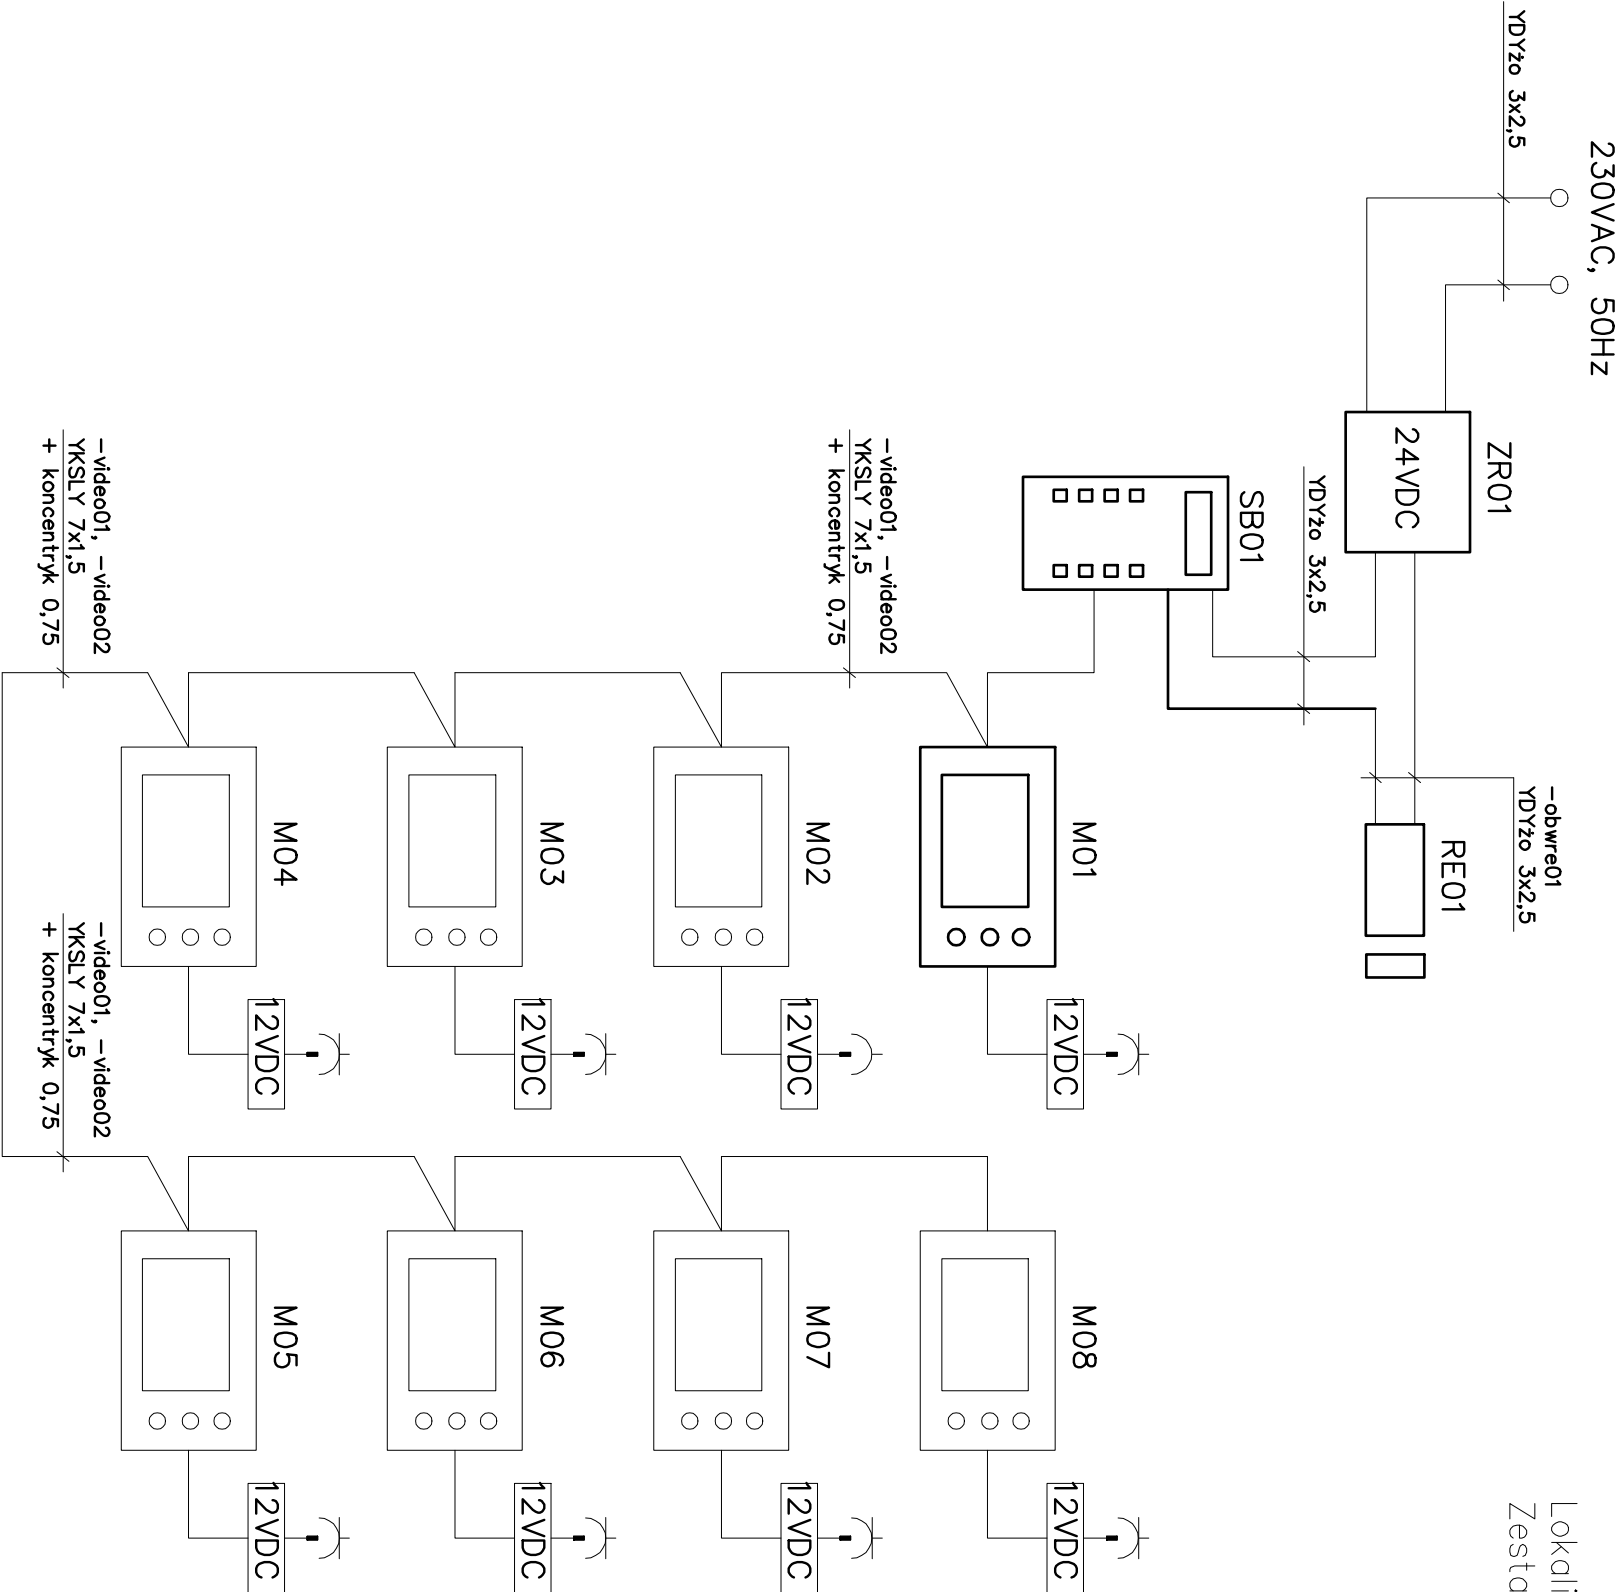 230VAC, 50Hz
YDYżo 3x2,5
ZR01
24VDC
YDYżo 3x2,5
SB01
-obwre01
YDYżo 3x2,5
RE01
-video01, -video02
YKSLY 7x1,5
+ koncentryk 0,75
-video01, -video02
YKSLY 7x1,5
+ koncentryk 0,75
M01
M02
M03
M04
12VDC
12VDC
12VDC
12VDC
-video01, -video02
YKSLY 7x1,5
+ koncentryk 0,75
M08
M07
M06
M05
12VDC
12VDC
12VDC
12VDC
Lokali